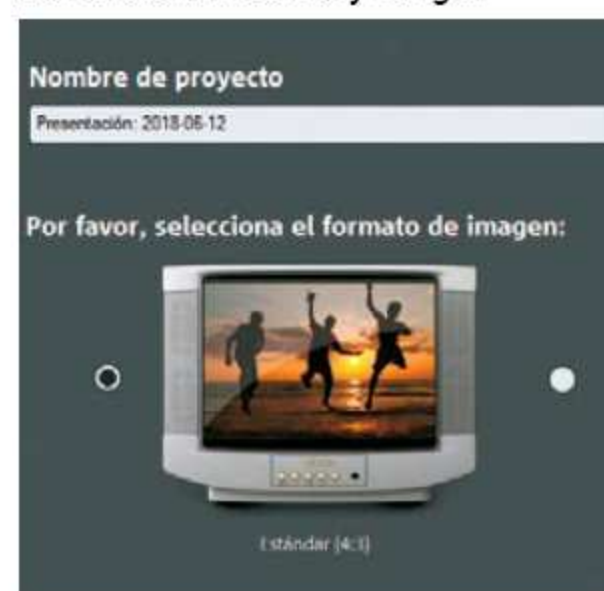 Nombre de proyecto
Presentación: 2018-06-12
Por favor, selecciona el formato de imagen:
Estándar (4:3)